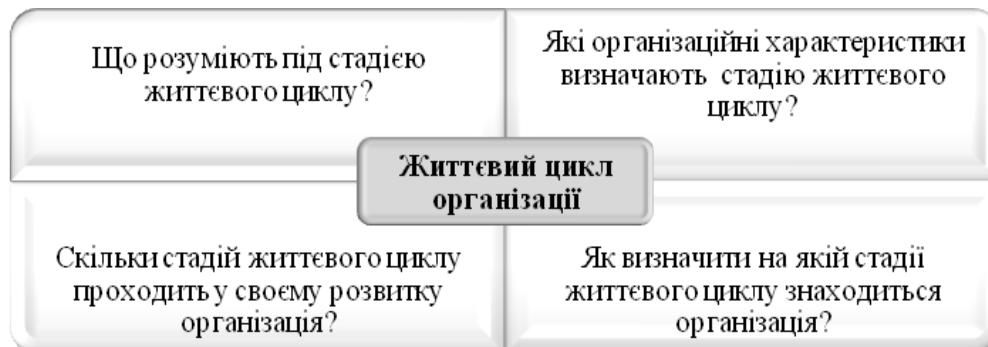 Що розуміють під стадією
життєвого циклу?
Які організаційні характеристики
визначають стадію життєвого
циклу?
Життєвий цикл
організації
Скільки стадій життєвого циклу
проходить у своєму розвитку
організація?
Як визначити на якій стадії
життєвого циклу знаходиться
організація?